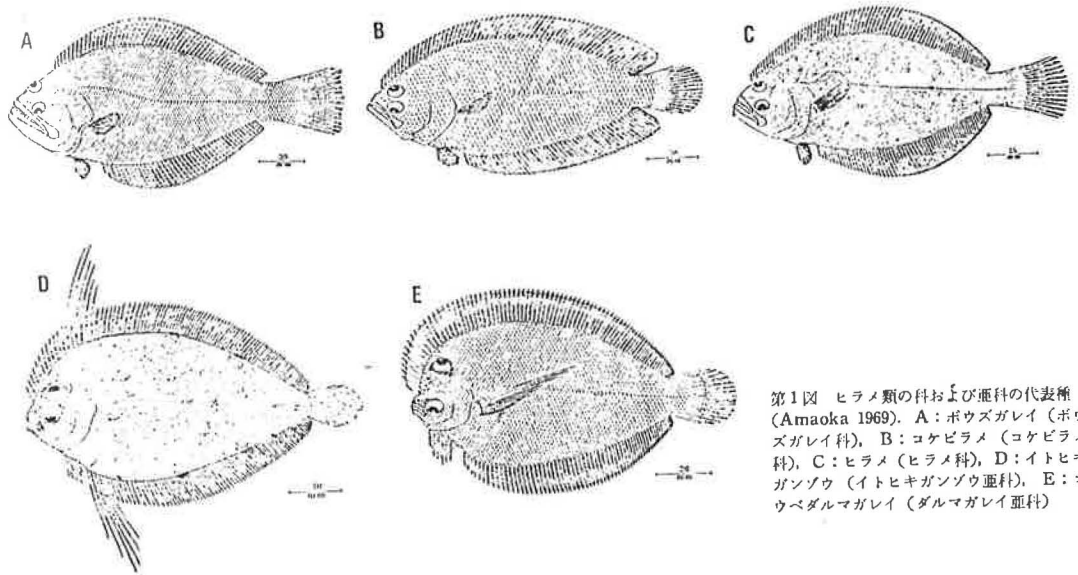 A
B
C
D
E
第1図 ヒラメ類の科および亜科の代表種
(Amaoka 1969). A:ボウズガレイ(ボウ
ズガレイ科), B:コケビラメ(コケビラメ
科), C:ヒラメ(ヒラメ科), D:イトヒキ
ガンゾウ(イトヒキガンゾウ亜科), E:
ウベダルマガレイ(ダルマガレイ亜科)